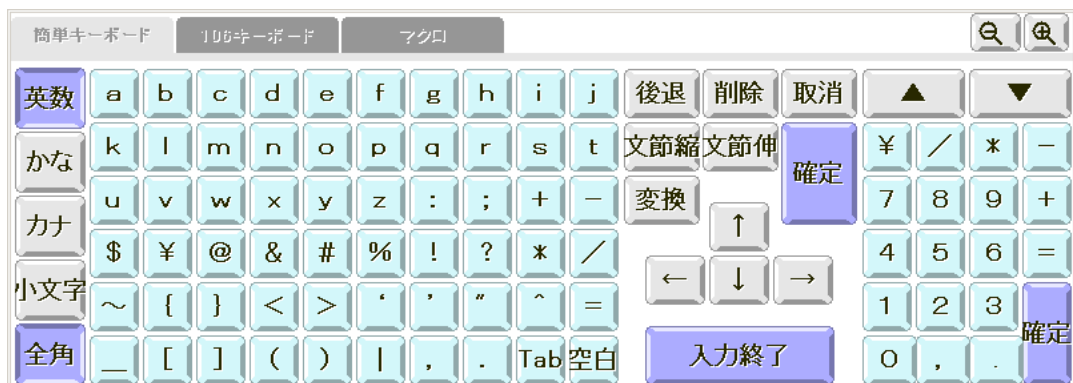 簡単キーボード 106キーボード マクロ
英数 a b c d e f g h i j 後退 削除 取消 ▲ ▼
かな k l m n o p q r s t 文節縮 文節伸 確定 ¥ / * −
カナ u v w x y z : ; + − 変換 7 8 9 +
$ ¥ @ & # % ! ? * / ↑ 4 5 6 =
小文字 ~ { } < > ‘ ’ " ^ = ← ↓ → 1 2 3 確定
全角 _ [ ] ( ) | , . Tab 空白 入力終了 0 , .